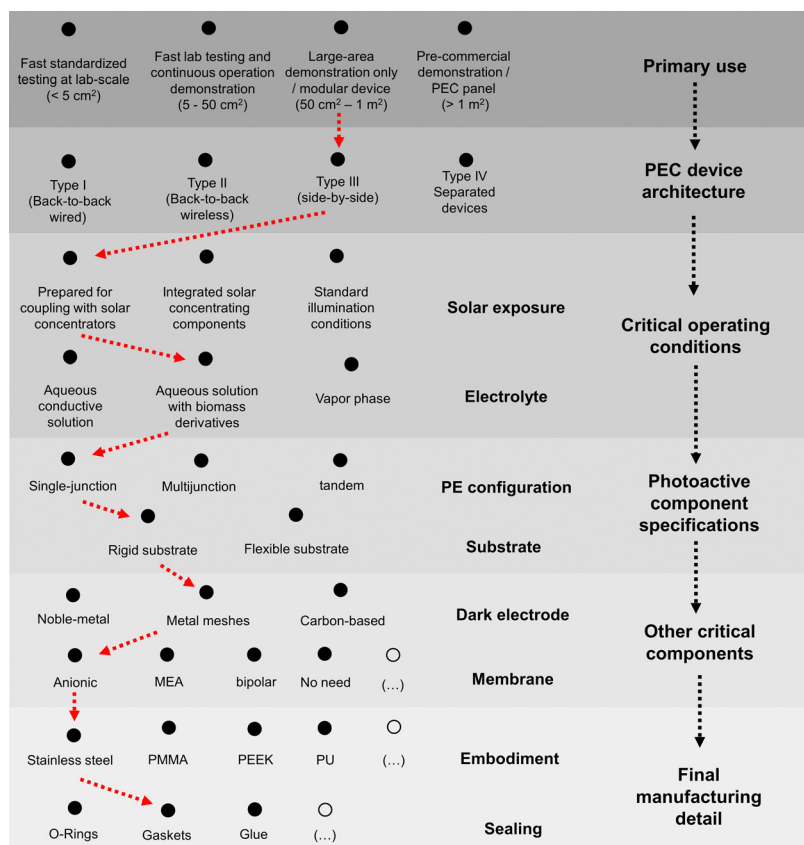 Fast standardized
testing at lab-scale
(< 5 cm²)
Fast lab testing and
continuous operation
demonstration
(5 - 50 cm²)
Large-area
demonstration only
/ modular device
(50 cm² – 1 m²)
Pre-commercial
demonstration /
PEC panel
(> 1 m²)
Primary use
Type I
(Back-to-back
wired)
Type II
(Back-to-back
wireless)
Type III
(side-by-side)
Type IV
Separated
devices
PEC device
architecture
Prepared for
coupling with solar
concentrators
Integrated solar
concentrating
components
Standard
illumination
conditions
Solar exposure
Critical operating
conditions
Aqueous
conductive
solution
Aqueous solution
with biomass
derivatives
Vapor phase
Electrolyte
Single-junction
Multijunction
tandem
PE configuration
Photoactive
component
specifications
Rigid substrate
Flexible substrate
Substrate
Noble-metal
Metal meshes
Carbon-based
Dark electrode
Other critical
components
Anionic
MEA
bipolar
No need
(...)
Membrane
Stainless steel
PMMA
PEEK
PU
(...)
Embodiment
Final
manufacturing
detail
O-Rings
Gaskets
Glue
(...)
Sealing